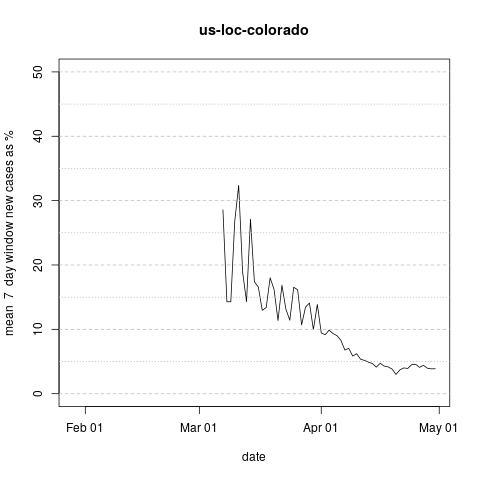 us-loc-colorado
mean  7  day window new cases as %
50
40
30
20
10
0
Feb 01
Mar 01
Apr 01
May 01
date